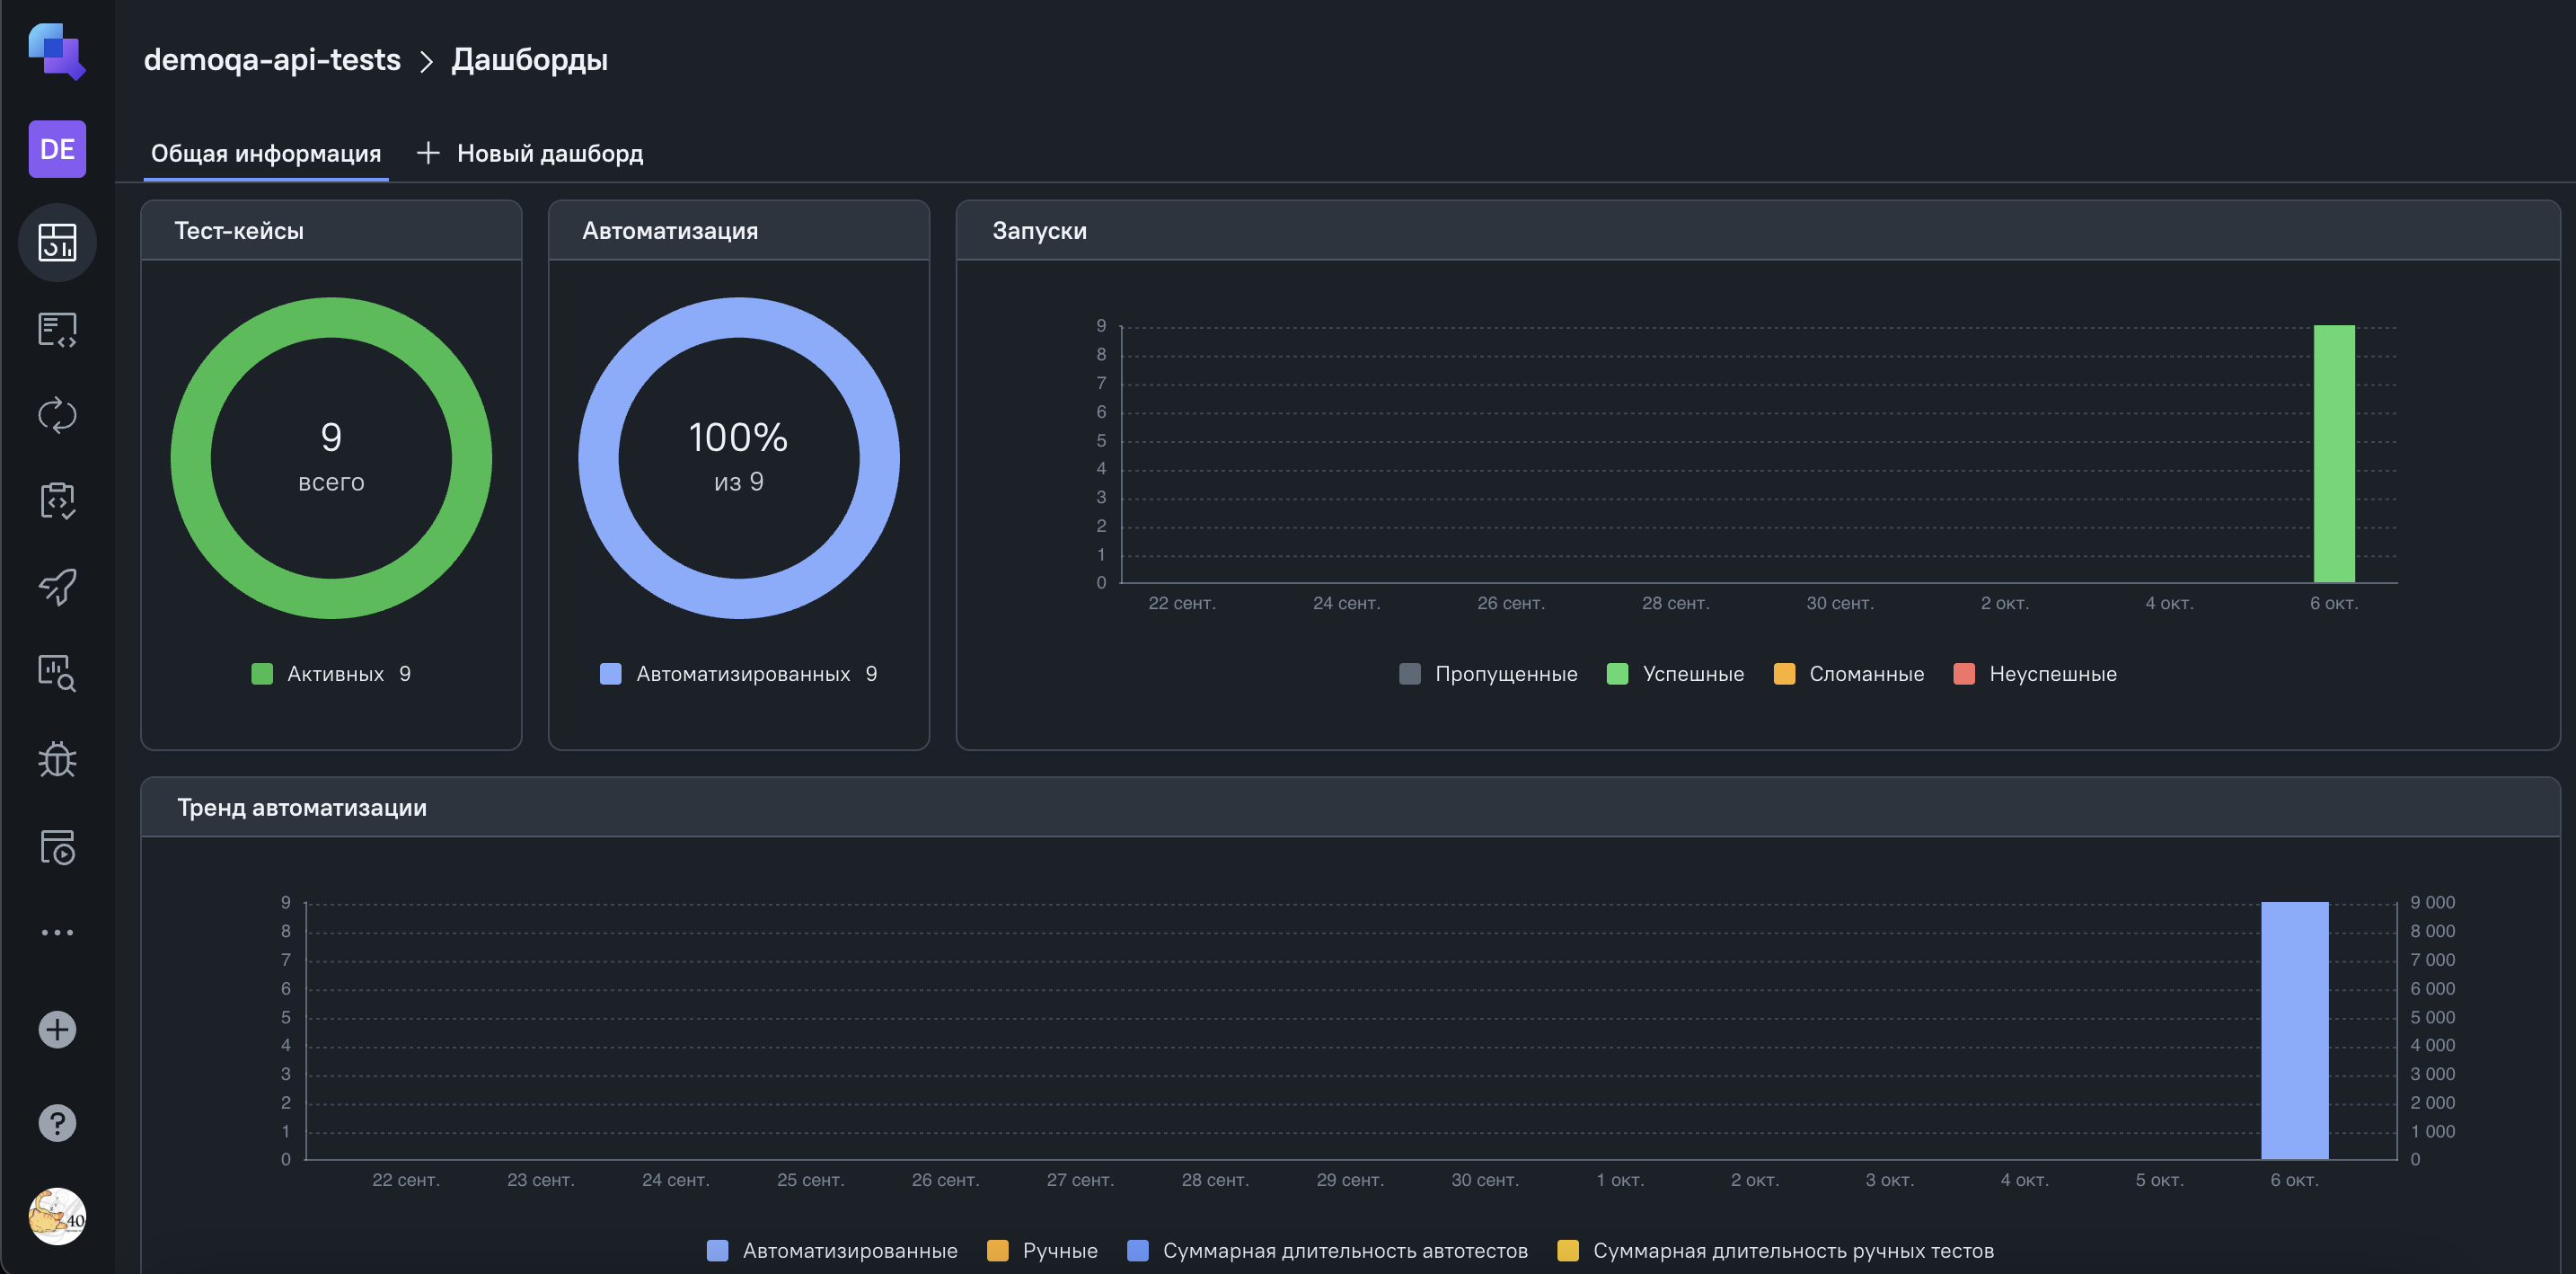 demoqa-api-tests > Дашборды
DE
Общая информация + Новый дашборд
Тест-кейсы
9
всего
Активных 9
Автоматизация
100%
из 9
Автоматизированных 9
Запуски
9
8
7
6
5
4
3
2
1
0
22 сент. 24 сент. 26 сент. 28 сент. 30 сент. 2 окт. 4 окт. 6 окт.
Пропущенные Успешные Сломанные Неуспешные
Тренд автоматизации
9 9 000
8 8 000
7 7 000
6 6 000
5 5 000
4 4 000
3 3 000
2 2 000
1 1 000
0 0
22 сент. 23 сент. 24 сент. 25 сент. 26 сент. 27 сент. 28 сент. 29 сент. 30 сент. 1 окт. 2 окт. 3 окт. 4 окт. 5 окт. 6 окт.
Автоматизированные Ручные Суммарная длительность автотестов Суммарная длительность ручных тестов
?
40